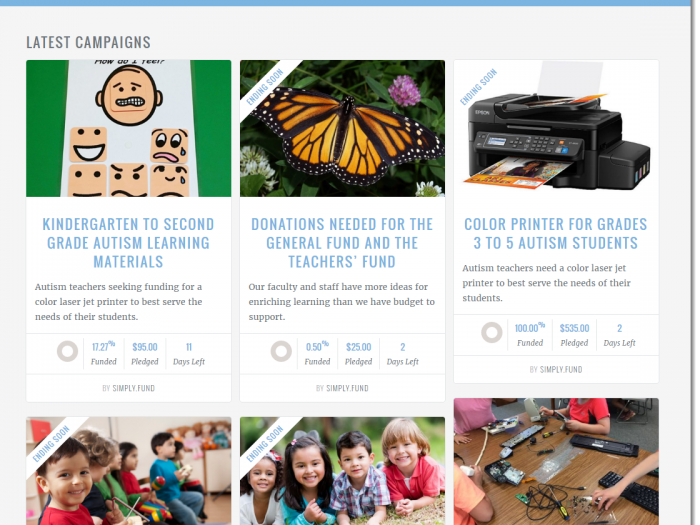 LATEST CAMPAIGNS
How do I Feel?
KINDERGARTEN TO SECOND
GRADE AUTISM LEARNING
MATERIALS
Autism teachers seeking funding for a
color laser jet printer to best serve the
needs of their students.
17.27%
$95.00
11
Funded
Pledged
Days Left
BY SIMPLY.FUND
ENDING SOON
DONATIONS NEEDED FOR THE
GENERAL FUND AND THE
TEACHERS' FUND
Our faculty and staff have more ideas for
enriching learning than we have budget to
support.
0.50%
$25.00
2
Funded
Pledged
Days Left
BY SIMPLY.FUND
ENDING SOON
EPSON
COLOR PRINTER FOR GRADES
3 TO 5 AUTISM STUDENTS
Autism teachers need a color laser jet
printer to best serve the needs of their
students.
100.00%
$535.00
2
Funded
Pledged
Days Left
BY SIMPLY.FUND
ENDING SOON
ENDING SOON